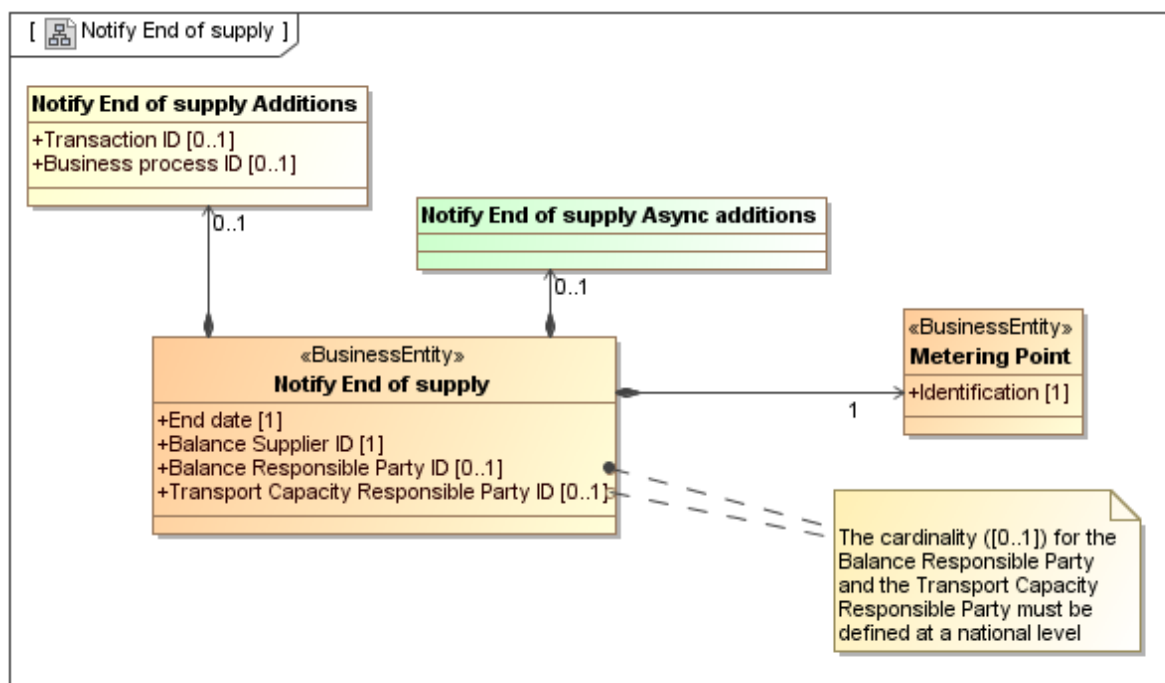 [ Notify End of supply ]
Notify End of supply Additions
+Transaction ID [0..1]
+Business process ID [0..1]
0..1
Notify End of supply Async additions
0..1
«BusinessEntity»
Notify End of supply
+End date [1]
+Balance Supplier ID [1]
+Balance Responsible Party ID [0..1]
+Transport Capacity Responsible Party ID [0..1]
1
«BusinessEntity»
Metering Point
+Identification [1]
The cardinality ([0..1]) for the
Balance Responsible Party
and the Transport Capacity
Responsible Party must be
defined at a national level